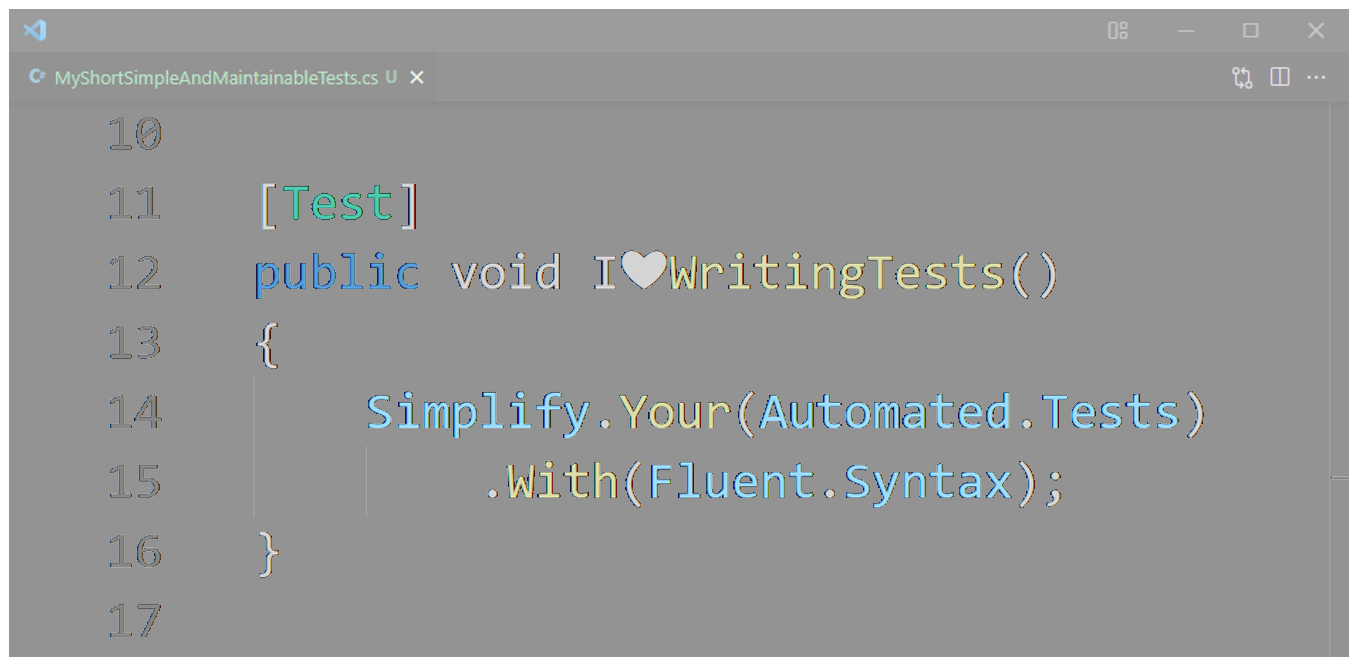 MyShortSimpleAndMaintainableTests.cs U
10
11 [Test]
12 public void I♥WritingTests()
13 {
14 Simplify.Your(Automated.Tests)
15 .With(Fluent.Syntax);
16 }
17